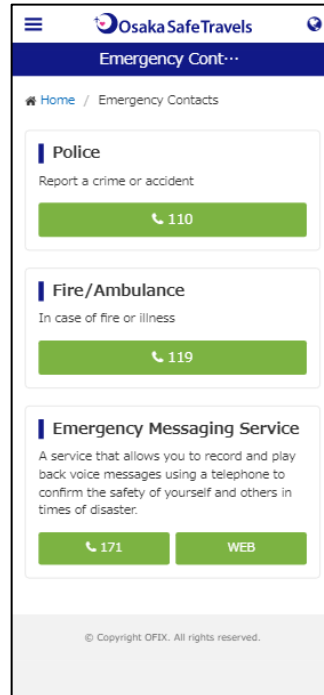 Osaka Safe Travels
Emergency Cont···
Home / Emergency Contacts
Police
Report a crime or accident
110
Fire/Ambulance
In case of fire or illness
119
Emergency Messaging Service
A service that allows you to record and play
back voice messages using a telephone to
confirm the safety of yourself and others in
times of disaster.
171 WEB
© Copyright OFIX. All rights reserved.